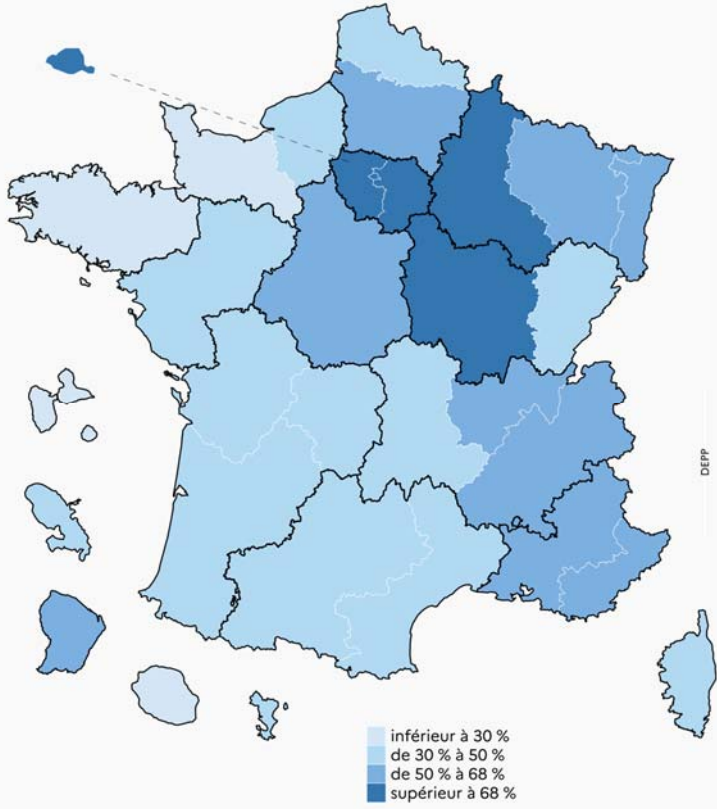 DEPP
inférieur à 30 %
de 30 % à 50 %
de 50 % à 68 %
supérieur à 68 %